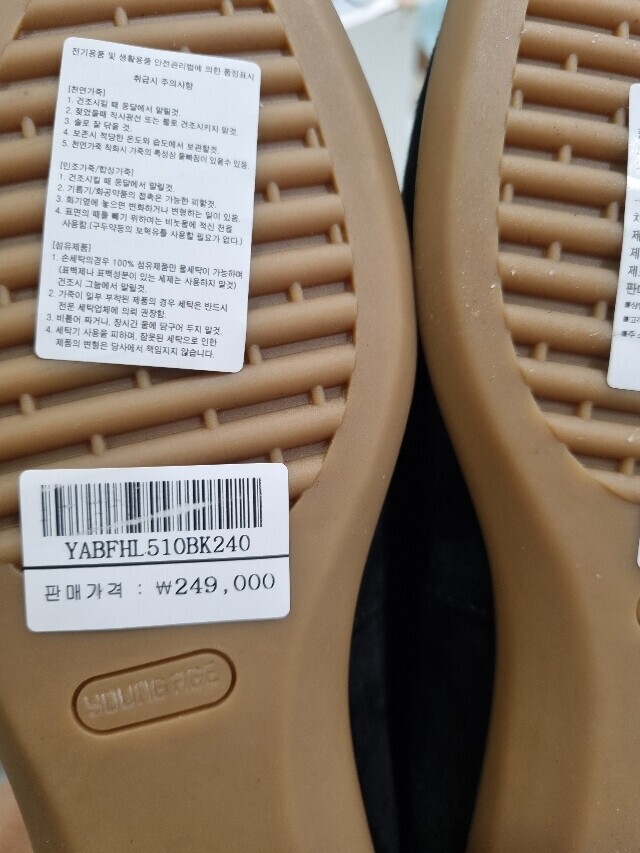 전기용품 및 생활용품 안전관리법에 의한 품질표시
취급시 주의사항
[천연가죽]
1. 건조시킬 때 응달에서 말릴것.
2. 젖었을때 직사광선 또는 활로 건조시키지 말것.
3. 솔로 잘 닦을 것.
4. 보존시 적당한 온도와 습도에서 보관할것.
5. 천연가죽 착화시 가죽의 특성상 물빠짐이 있을수 있음.
[인조가죽/합성가죽]
1. 건조시킬 때 응달에서 말릴것.
2. 기름기/화공약품의 접촉은 가능한 피할것.
3. 화기옆에 놓으면 변화하거나 변형하는 일이 있음.
4. 표면의 때를 빼기 위하여는 비눗물에 적신 천을
사용함.(구두약등의 보혁유를 사용할 필요가 없다.)
[섬유제품]
1. 손세탁의경우 100% 섬유제품만 물세탁이 가능하며
(표백제나 표백성분이 있는 세제는 사용하지 말것)
건조시 그늘에서 말릴것.
2. 가죽이 일부 부착된 제품의 경우 세탁은 반드시
전문 세탁업체에 의뢰 권장함.
3. 비틀어 짜거나, 장시간 물에 담구어 두지 말것.
4. 세탁기 사용을 피하며, 잘못된 세탁으로 인한
제품의 변형은 당사에서 책임지지 않습니다.
YABFHL510BK240
판매가격 : ₩249,000
YOUNG AGE
제
제
판매